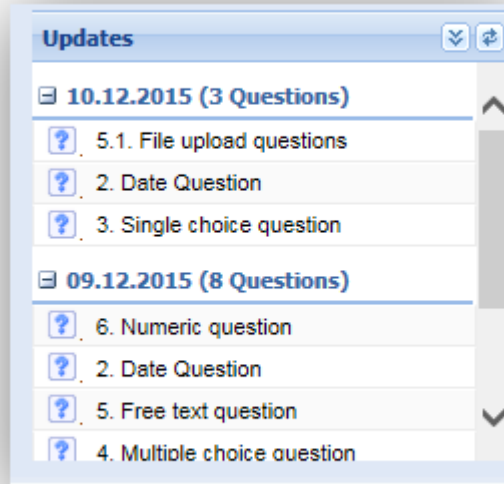 Updates
10.12.2015 (3 Questions)
5.1. File upload questions
2. Date Question
3. Single choice question
09.12.2015 (8 Questions)
6. Numeric question
2. Date Question
5. Free text question
4. Multiple choice question